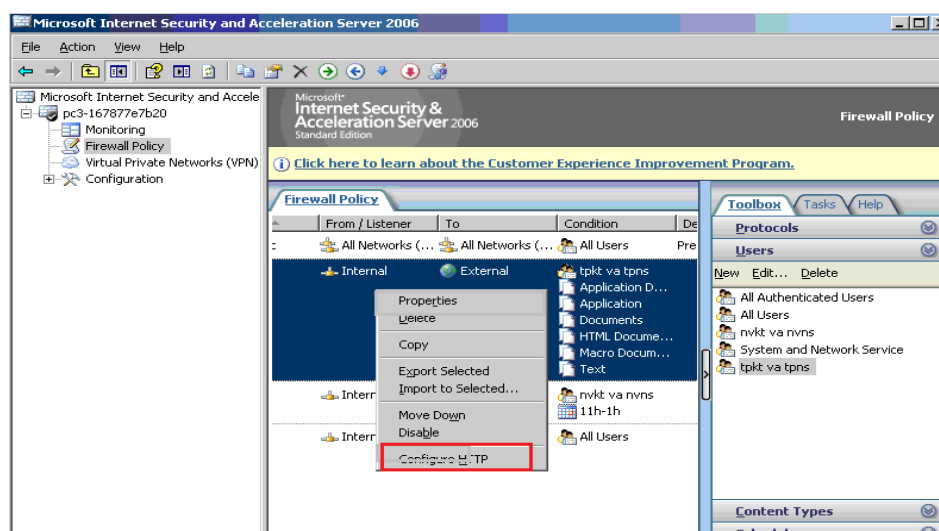 Microsoft Internet Security and Acceleration Server 2006
File Action View Help
Microsoft Internet Security and Accele
pc3-167877e7b20
Monitoring
Firewall Policy
Virtual Private Networks (VPN)
Configuration
Microsoft
Internet Security &
Acceleration Server 2006
Standard Edition
Firewall Policy
Click here to learn about the Customer Experience Improvement Program.
Firewall Policy
From / Listener To Condition De
All Networks (... All Networks (... All Users Pre
Internal External tpkt va tpns
Application D...
Application
Documents
HTML Docume...
Macro Docum...
Text
Intern nvkt va nvns
11h-1h
Intern All Users
Properties
Delete
Copy
Export Selected
Import to Selected...
Move Down
Disable
Configure HTTP
Toolbox Tasks Help
Protocols
Users
New Edit... Delete
All Authenticated Users
All Users
nvkt va nvns
System and Network Service
tpkt va tpns
Content Types